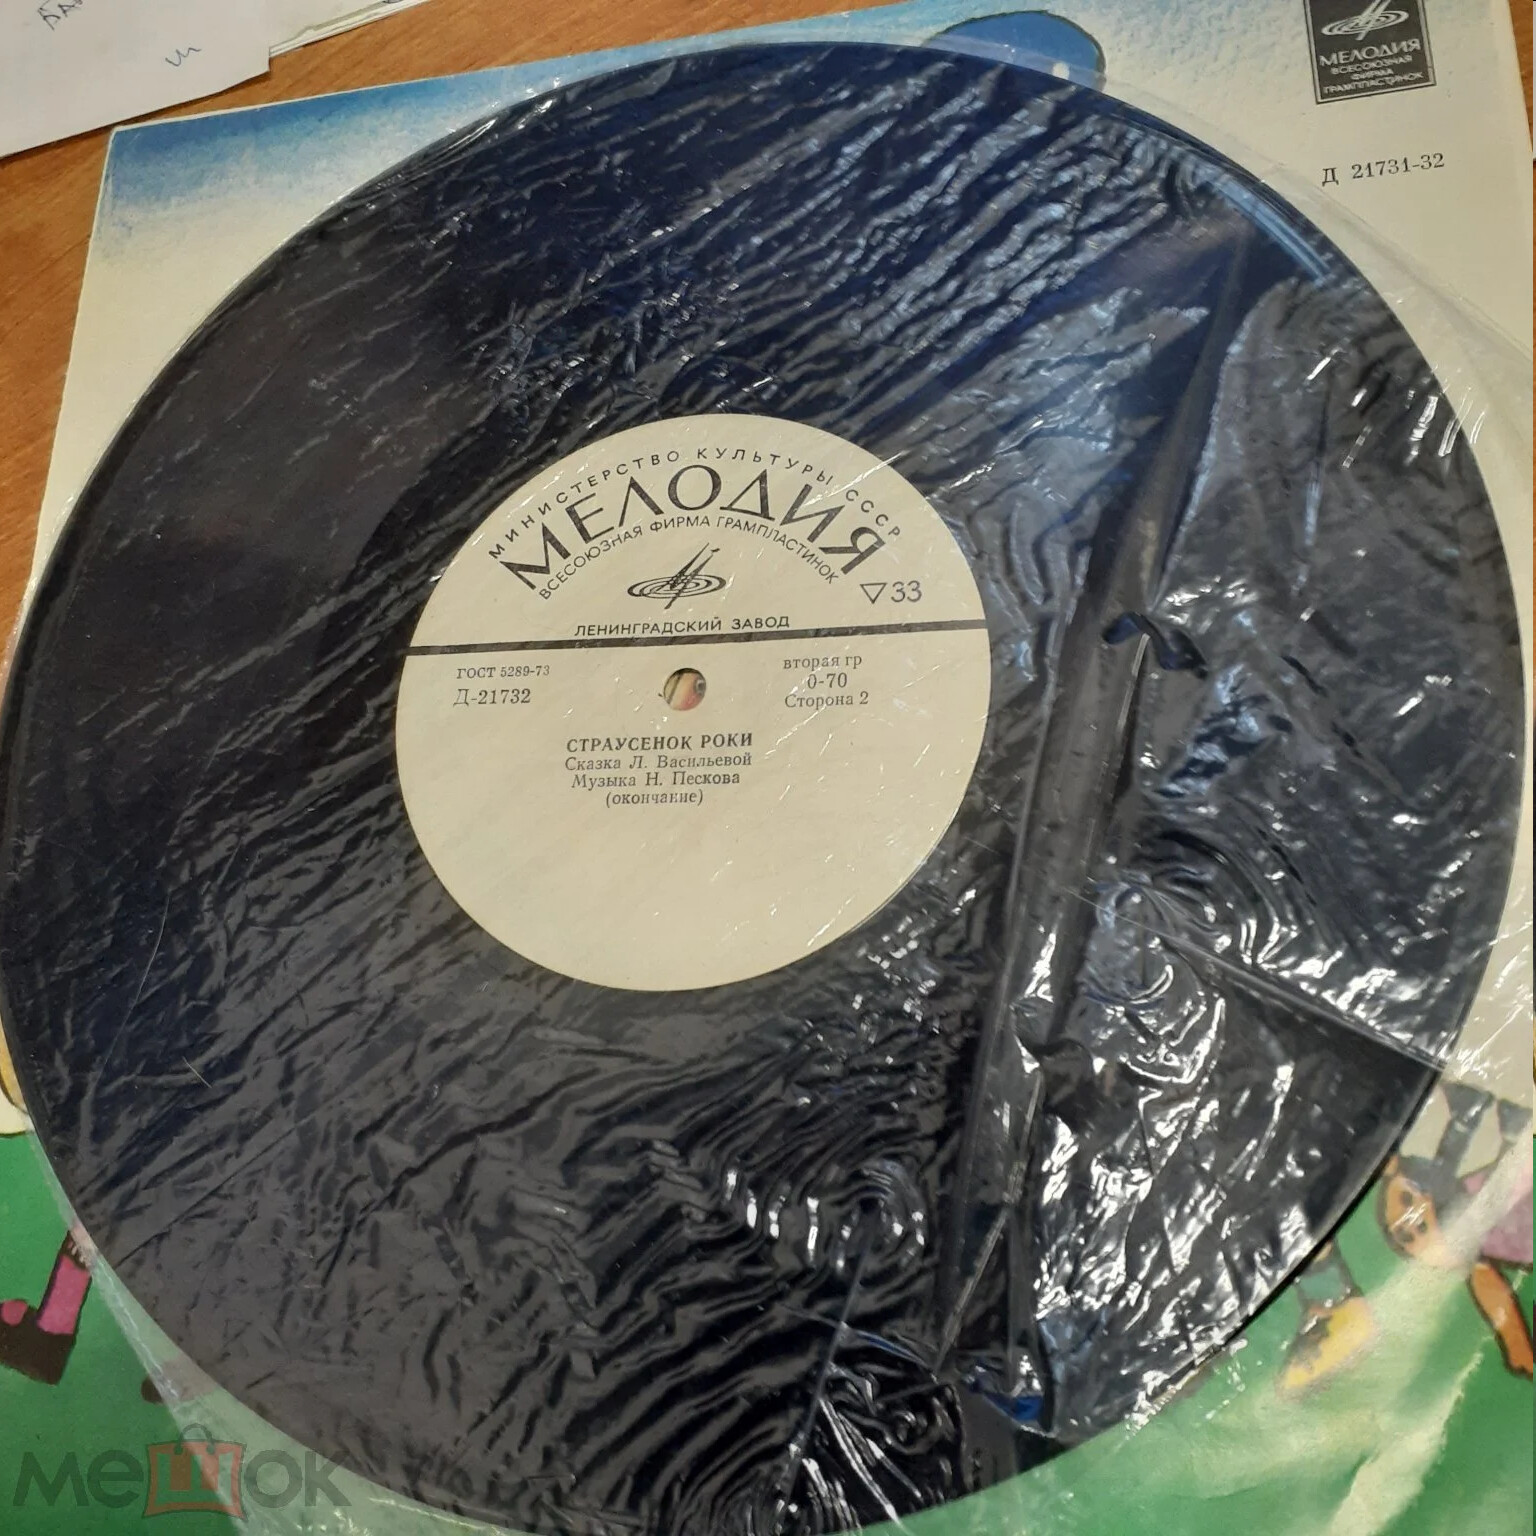 МЕЛОДИЯ
ВСЕСОЮЗНАЯ
ФИРМА
ГРАМПЛАСТИНОК
Д 21731-32
МИНИСТЕРСТВО КУЛЬТУРЫ СССР
МЕЛОДИЯ
ВСЕСОЮЗНАЯ ФИРМА ГРАМПЛАСТИНОК
▽33
ЛЕНИНГРАДСКИЙ ЗАВОД
ГОСТ 5289-73
Д-21732
вторая гр
0-70
Сторона 2
СТРАУСЕНОК РОКИ
Сказка Л. Васильевой
Музыка Н. Пескова
(окончание)
мешок